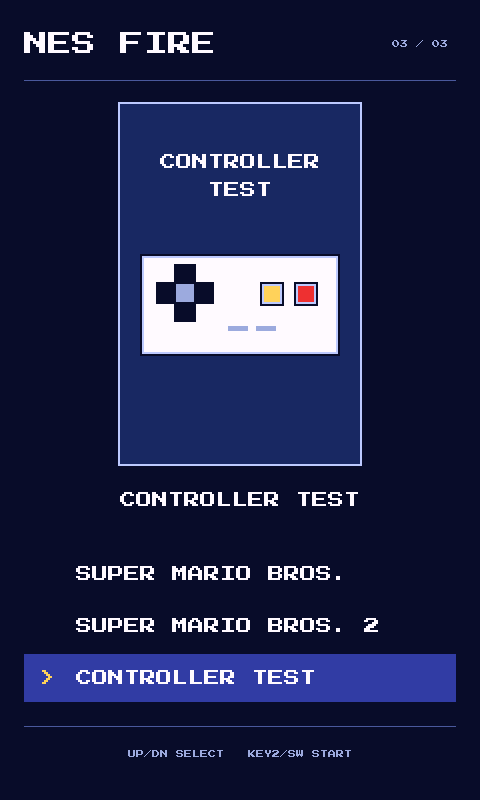 NES FIRE
03 / 03
CONTROLLER
TEST
CONTROLLER TEST
SUPER MARIO BROS.
SUPER MARIO BROS. 2
> CONTROLLER TEST
UP/DN SELECT KEY2/SW START